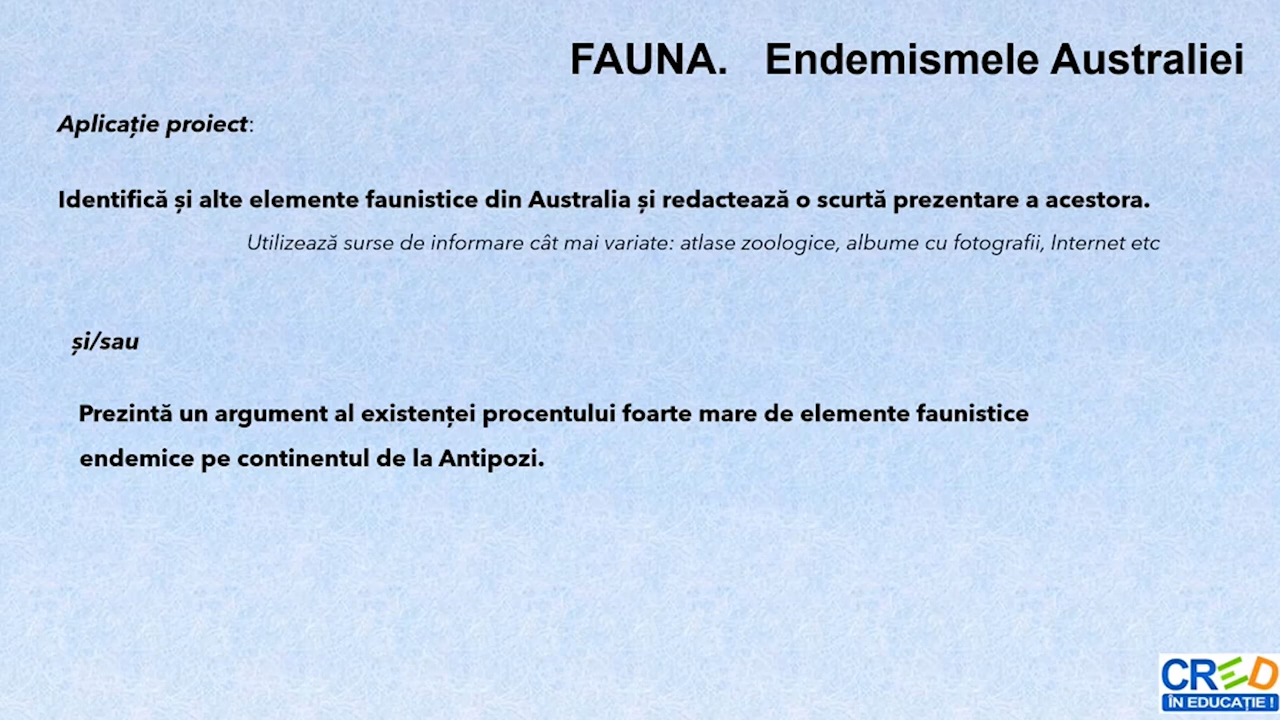 FAUNA. Endemismele Australiei
Aplicație proiect:
Identifică și alte elemente faunistice din Australia și redactează o scurtă prezentare a acestora.
Utilizează surse de informare cât mai variate: atlase zoologice, albume cu fotografii, Internet etc
și/sau
Prezintă un argument al existenței procentului foarte mare de elemente faunistice
endemice pe continentul de la Antipozi.
CRED
ÎN EDUCAȚIE !